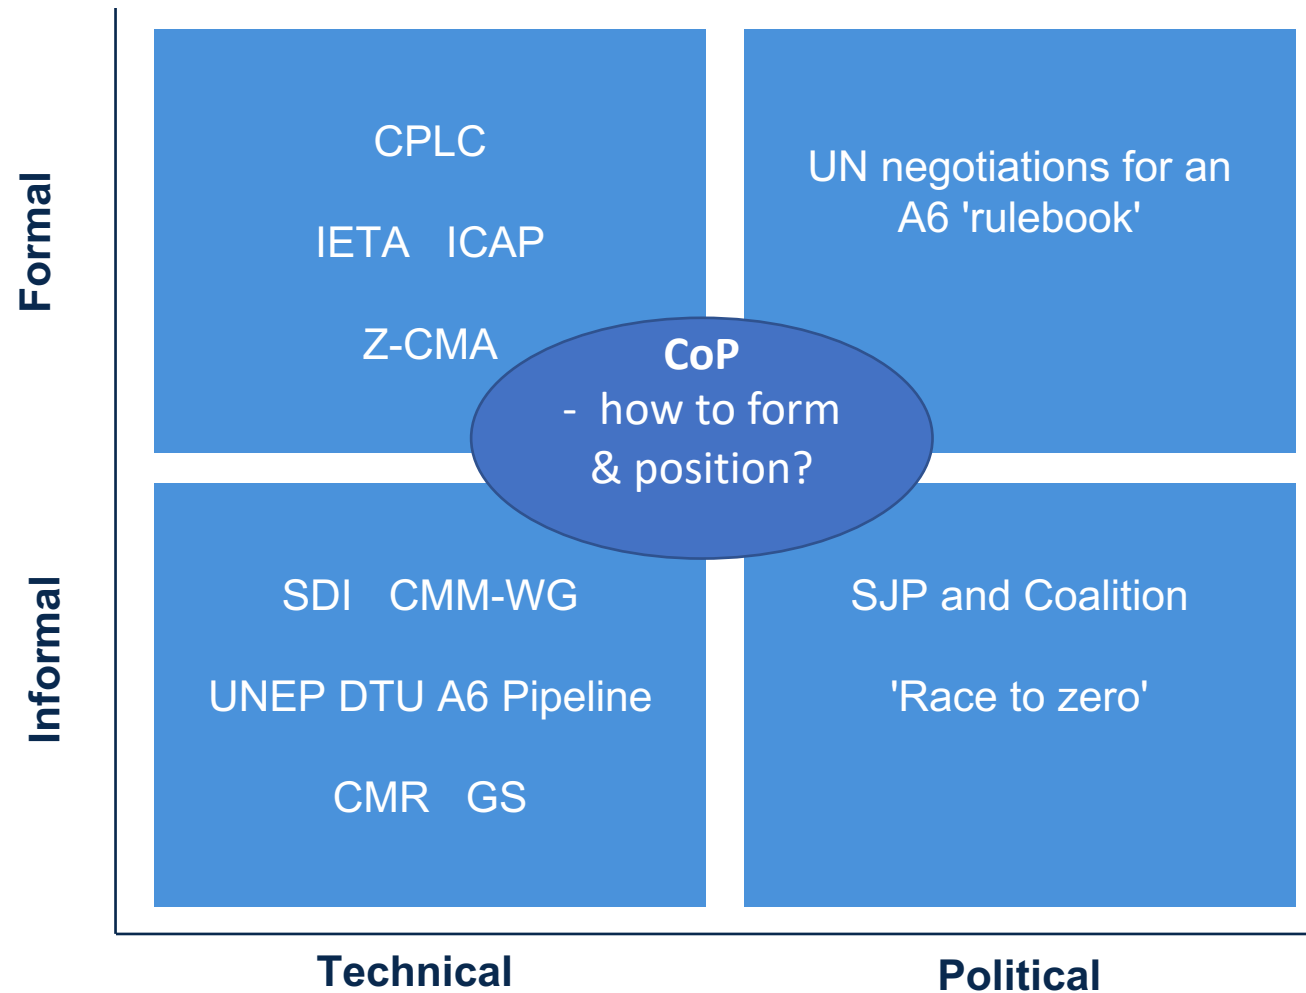 Formal
CPLC
IETA ICAP
Z-CMA
UN negotiations for an
A6 'rulebook'
CoP
- how to form
& position?
Informal
SDI CMM-WG
UNEP DTU A6 Pipeline
CMR GS
SJP and Coalition
'Race to zero'
Technical
Political